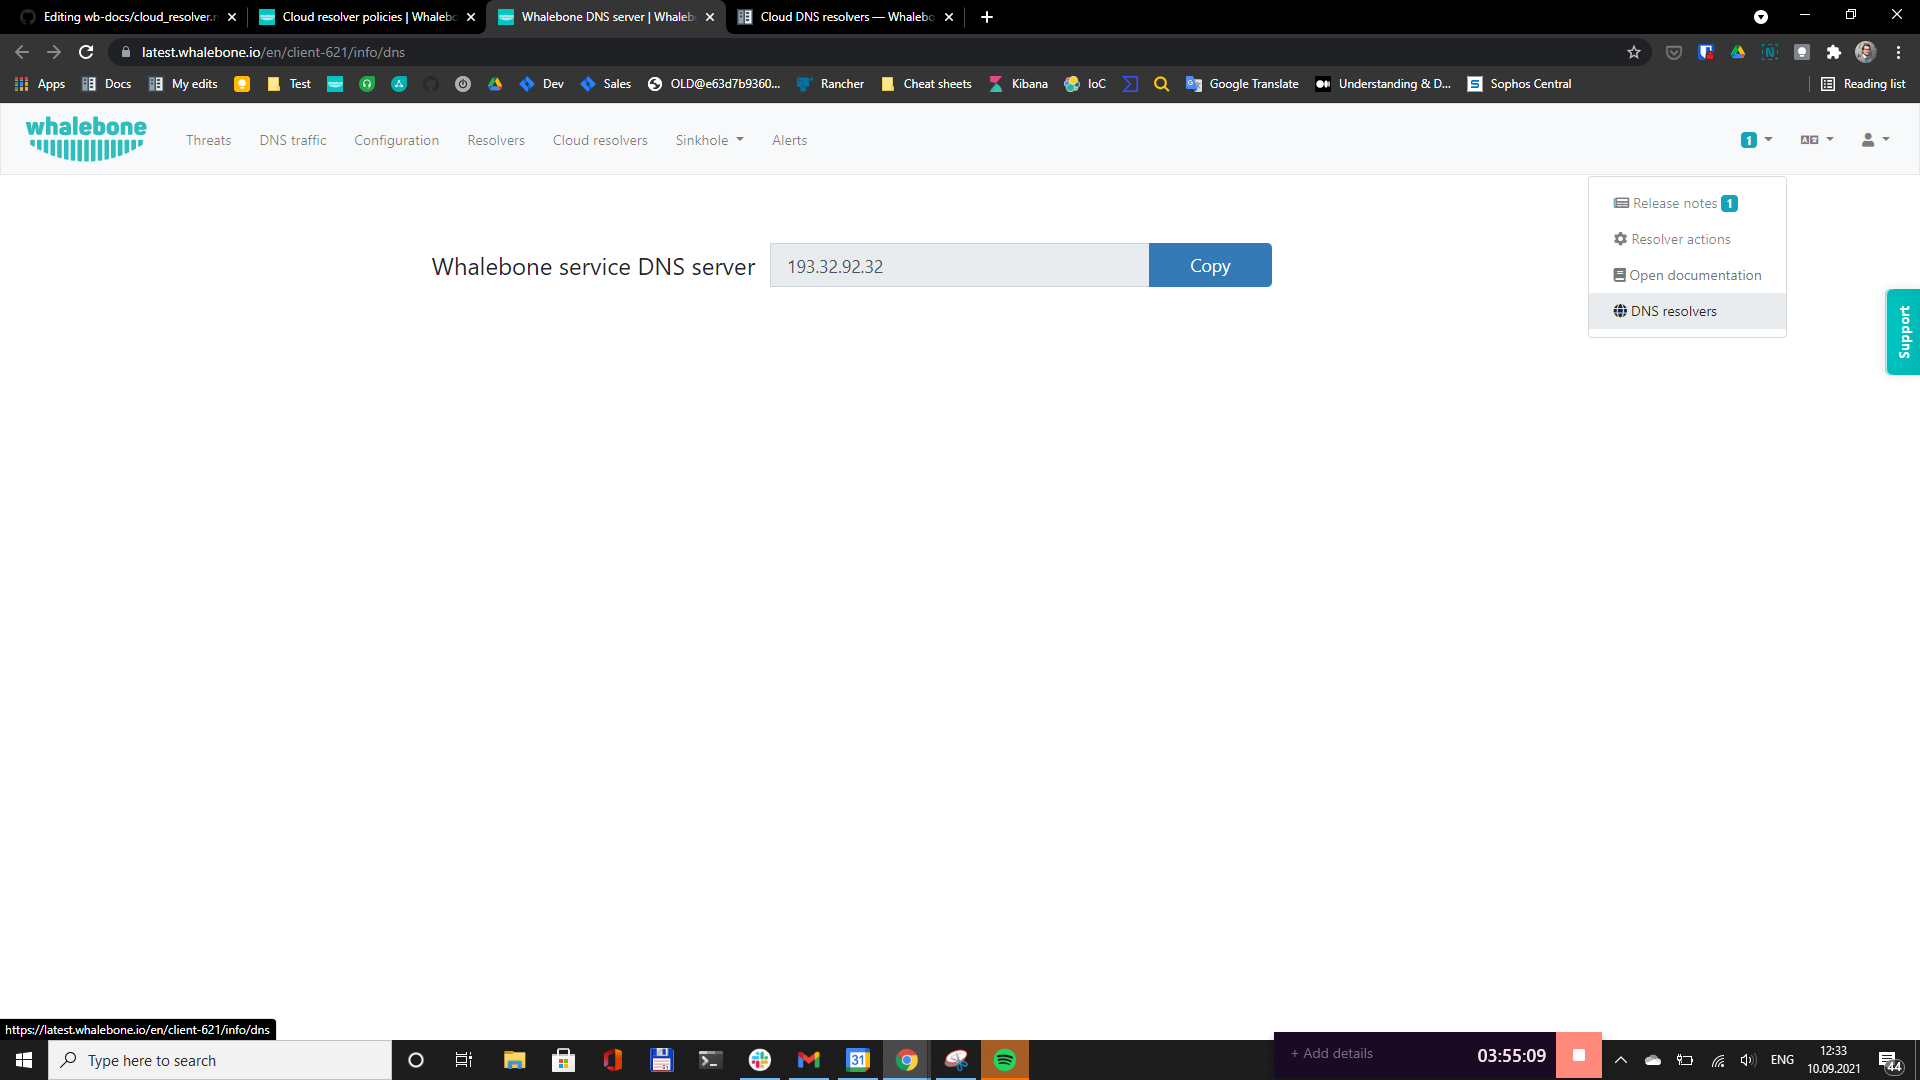 Editing wb-docs/cloud_resolver.r
Cloud resolver policies | Whalebo
Whalebone DNS server | Whaleb
Cloud DNS resolvers — Whalebo
latest.whalebone.io/en/client-621/info/dns
Apps
Docs
My edits
Test
Dev
Sales
OLD@e63d7b9360...
Rancher
Cheat sheets
Kibana
IoC
Google Translate
Understanding & D...
Sophos Central
Reading list
whalebone
Threats
DNS traffic
Configuration
Resolvers
Cloud resolvers
Sinkhole
Alerts
1
Release notes 1
Resolver actions
Open documentation
DNS resolvers
Whalebone service DNS server
193.32.92.32
Copy
Support
https://latest.whalebone.io/en/client-621/info/dns
Type here to search
31
+ Add details
03:55:09
ENG
12:33
10.09.2021
44